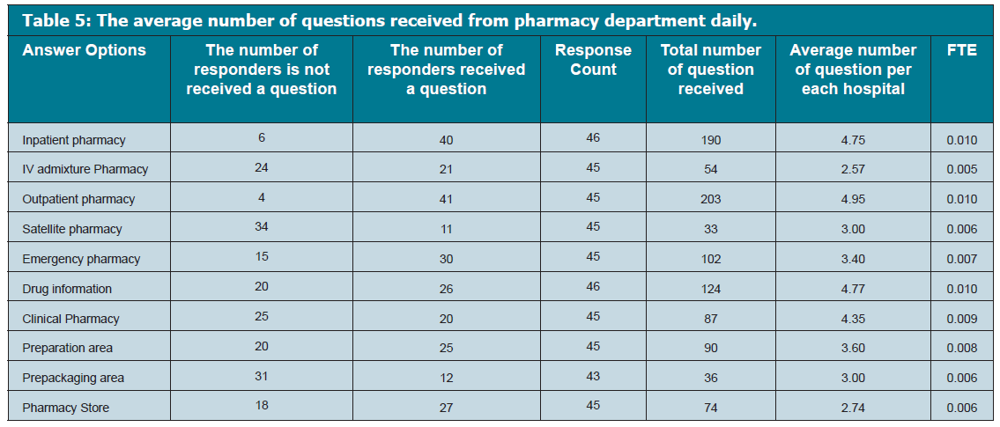 Table 5: The average number of questions received from pharmacy department daily.
Answer Options The number of responders is not received a question The number of responders received a question Response Count Total number of question received Average number of question per each hospital FTE
Inpatient pharmacy 6 40 46 190 4.75 0.010
IV admixture Pharmacy 24 21 45 54 2.57 0.005
Outpatient pharmacy 4 41 45 203 4.95 0.010
Satellite pharmacy 34 11 45 33 3.00 0.006
Emergency pharmacy 15 30 45 102 3.40 0.007
Drug information 20 26 46 124 4.77 0.010
Clinical Pharmacy 25 20 45 87 4.35 0.009
Preparation area 20 25 45 90 3.60 0.008
Prepackaging area 31 12 43 36 3.00 0.006
Pharmacy Store 18 27 45 74 2.74 0.006